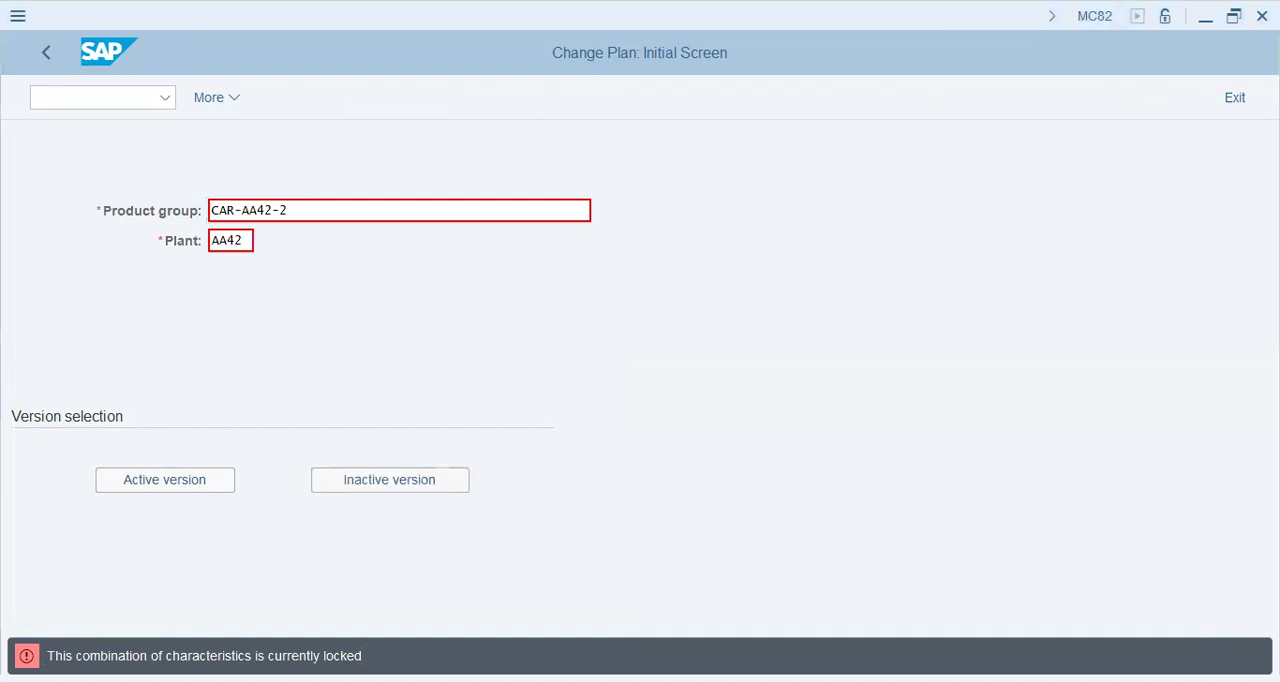 MC82
SAP
Change Plan: Initial Screen
More
Exit
*Product group: CAR-AA42-2
*Plant: AA42
Version selection
Active version
Inactive version
This combination of characteristics is currently locked